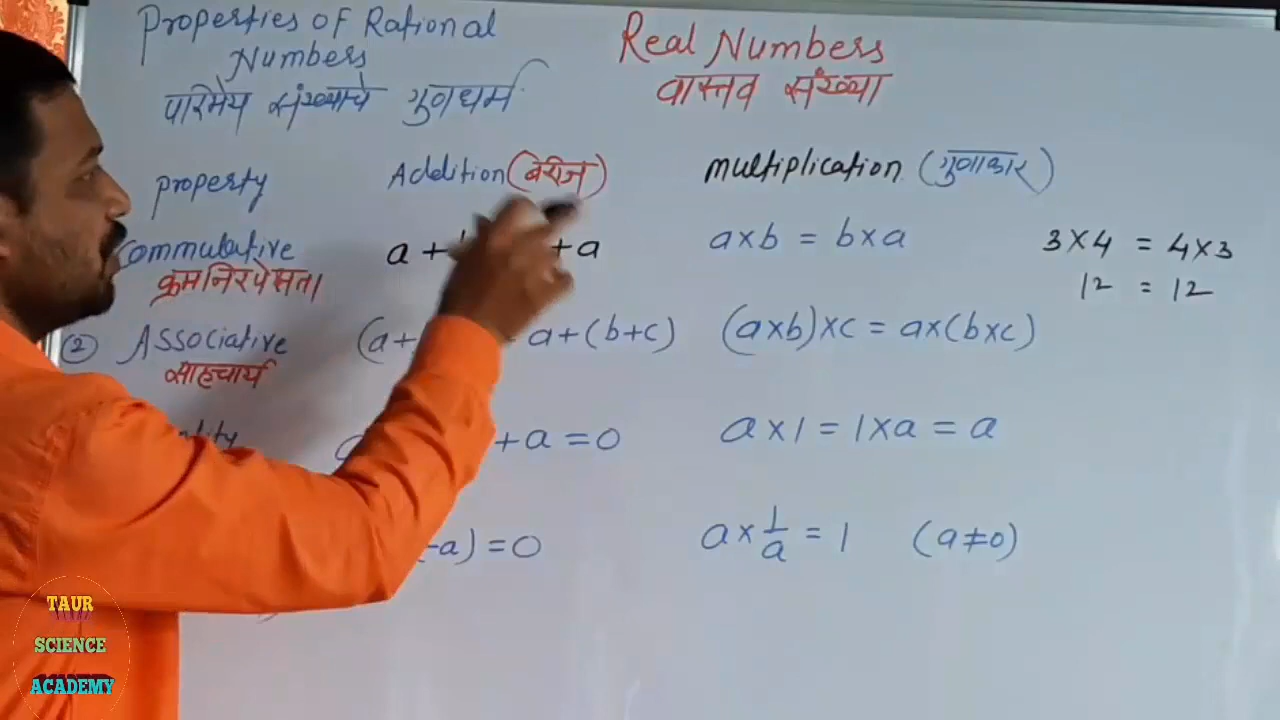 Properties of Rational
Numbers
परिमेय संख्याचे गुणधर्म
Real Numbers
वास्तव संख्या
Property Addition (बेरीज) multiplication (गुणाकार)
Commutative a + +a a×b = b×a 3×4 = 4×3
क्रमनिरपेक्षता 12 = 12
② Associative (a+ a+(b+c) (a×b)×c = a×(b×c)
साहचार्य
+a = 0 a×1 = 1×a = a
-a) = 0 a×1/a = 1 (a≠0)
TAUR
SCIENCE
ACADEMY